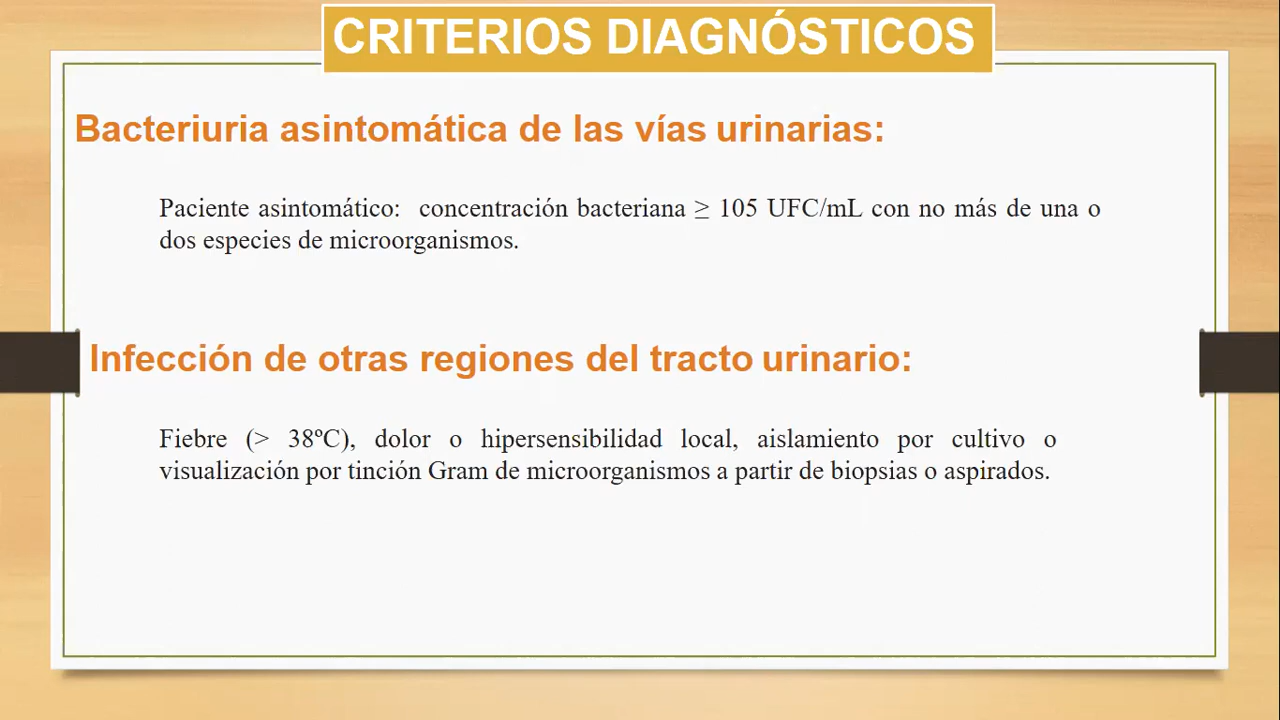 CRITERIOS DIAGNÓSTICOS
Bacteriuria asintomática de las vías urinarias:
Paciente asintomático: concentración bacteriana ≥ 105 UFC/mL con no más de una o
dos especies de microorganismos.
Infección de otras regiones del tracto urinario:
Fiebre (> 38ºC), dolor o hipersensibilidad local, aislamiento por cultivo o
visualización por tinción Gram de microorganismos a partir de biopsias o aspirados.